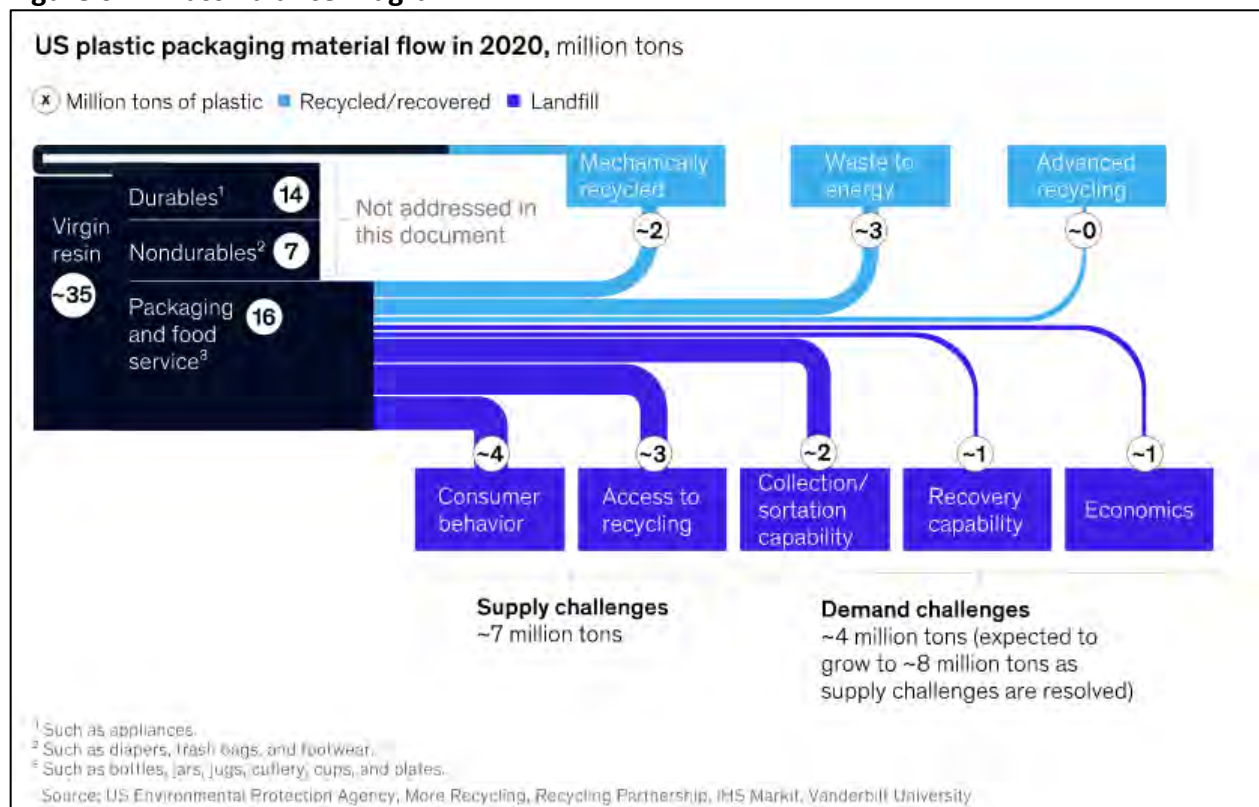 US plastic packaging material flow in 2020, million tons
x Million tons of plastic Recycled/recovered Landfill
Mechanically
recycled
Waste to
energy
Advanced
recycling
Durables¹ 14
Not addressed in
this document
Virgin
resin
~35
Nondurables² 7
~2
~3
~0
Packaging
and food
service³
16
~4
~3
~2
~1
~1
Consumer
behavior
Access to
recycling
Collection/
sortation
capability
Recovery
capability
Economics
Supply challenges
~7 million tons
Demand challenges
~4 million tons (expected to
grow to ~8 million tons as
supply challenges are resolved)
¹ Such as appliances.
² Such as diapers, trash bags, and footwear.
³ Such as bottles, jars, jugs, cutlery, cups, and plates.
Source: US Environmental Protection Agency, More Recycling, Recycling Partnership, IHS Markit, Vanderbilt University